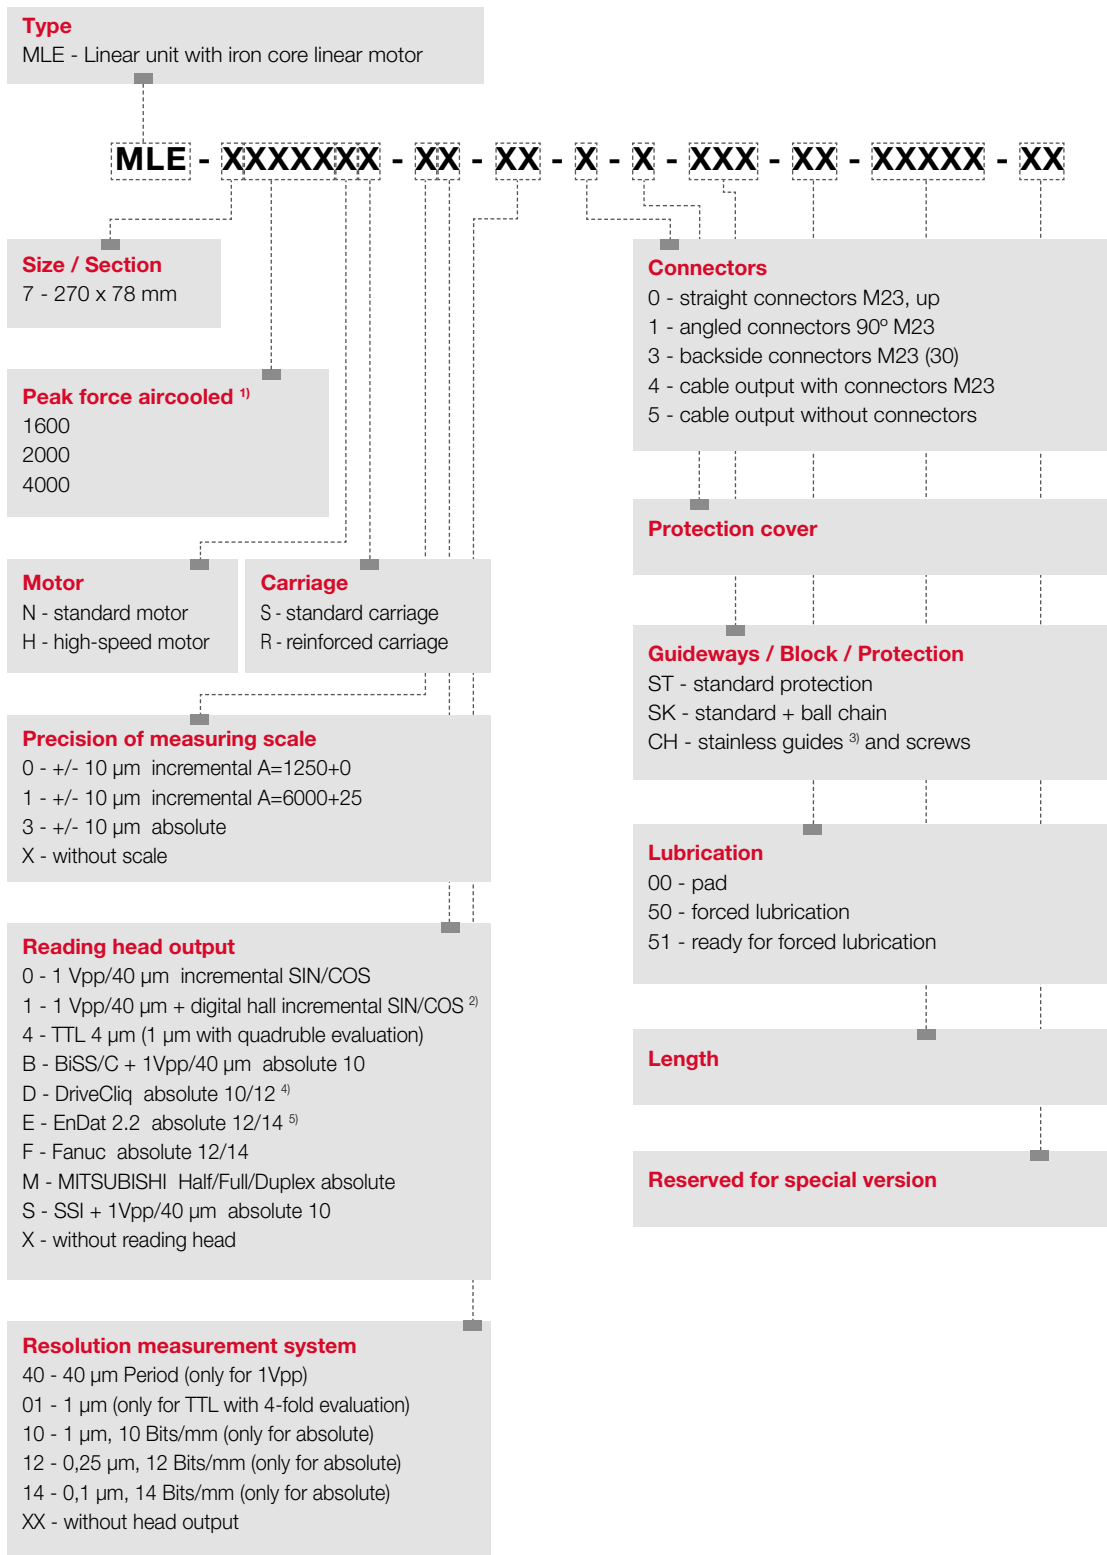 Type
MLE - Linear unit with iron core linear motor
MLE - XXXXXXX - XX - XX - X - X - XXX - XX - XXXXX - XX
Size / Section
7 - 270 x 78 mm
Peak force aircooled 1)
1600
2000
4000
Motor
N - standard motor
H - high-speed motor
Carriage
S - standard carriage
R - reinforced carriage
Precision of measuring scale
0 - +/- 10 µm incremental A=1250+0
1 - +/- 10 µm incremental A=6000+25
3 - +/- 10 µm absolute
X - without scale
Reading head output
0 - 1 Vpp/40 µm incremental SIN/COS
1 - 1 Vpp/40 µm + digital hall incremental SIN/COS 2)
4 - TTL 4 µm (1 µm with quadruble evaluation)
B - BiSS/C + 1Vpp/40 µm absolute 10
D - DriveCliq absolute 10/12 4)
E - EnDat 2.2 absolute 12/14 5)
F - Fanuc absolute 12/14
M - MITSUBISHI Half/Full/Duplex absolute
S - SSI + 1Vpp/40 µm absolute 10
X - without reading head
Resolution measurement system
40 - 40 µm Period (only for 1Vpp)
01 - 1 µm (only for TTL with 4-fold evaluation)
10 - 1 µm, 10 Bits/mm (only for absolute)
12 - 0,25 µm, 12 Bits/mm (only for absolute)
14 - 0,1 µm, 14 Bits/mm (only for absolute)
XX - without head output
Connectors
0 - straight connectors M23, up
1 - angled connectors 90º M23
3 - backside connectors M23 (30)
4 - cable output with connectors M23
5 - cable output without connectors
Protection cover
Guideways / Block / Protection
ST - standard protection
SK - standard + ball chain
CH - stainless guides 3) and screws
Lubrication
00 - pad
50 - forced lubrication
51 - ready for forced lubrication
Length
Reserved for special version